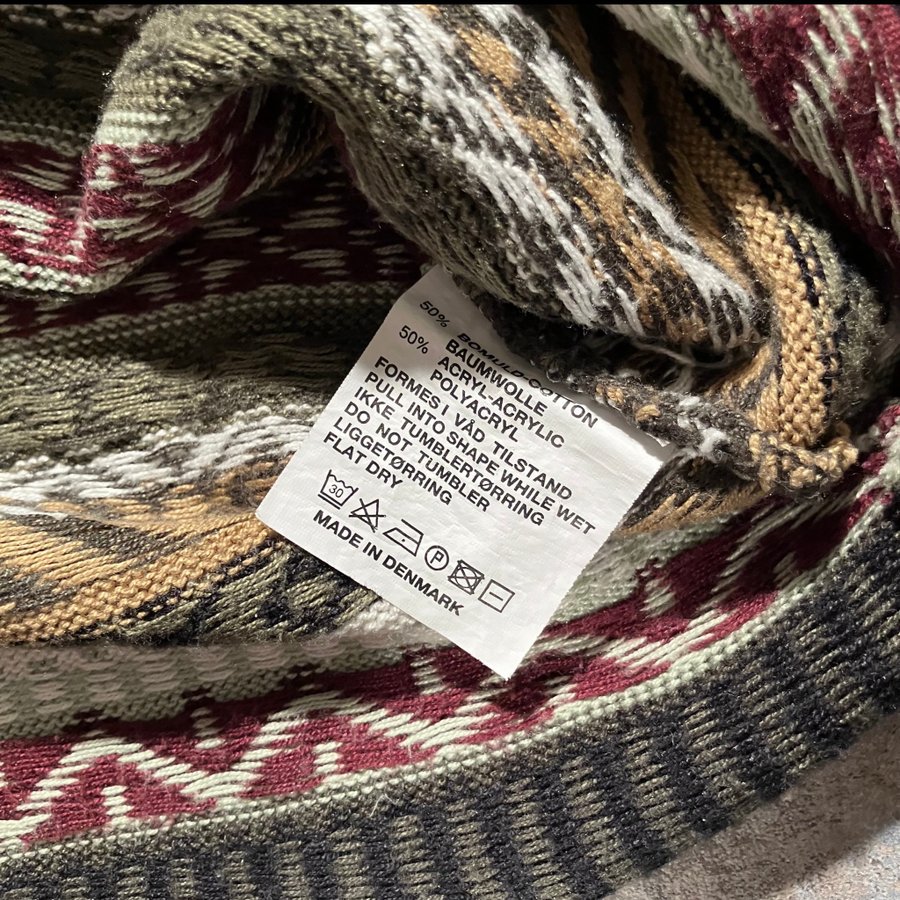 50% BOMULD-COTTON
BAUMWOLLE
50% ACRYL-ACRYLIC
POLYACRYL
FORMES I VÅD TILSTAND
PULL INTO SHAPE WHILE WET
IKKE TUMBLERTØRRING
DO NOT TUMBLER
LIGGETØRRING
FLAT DRY
30 P
MADE IN DENMARK